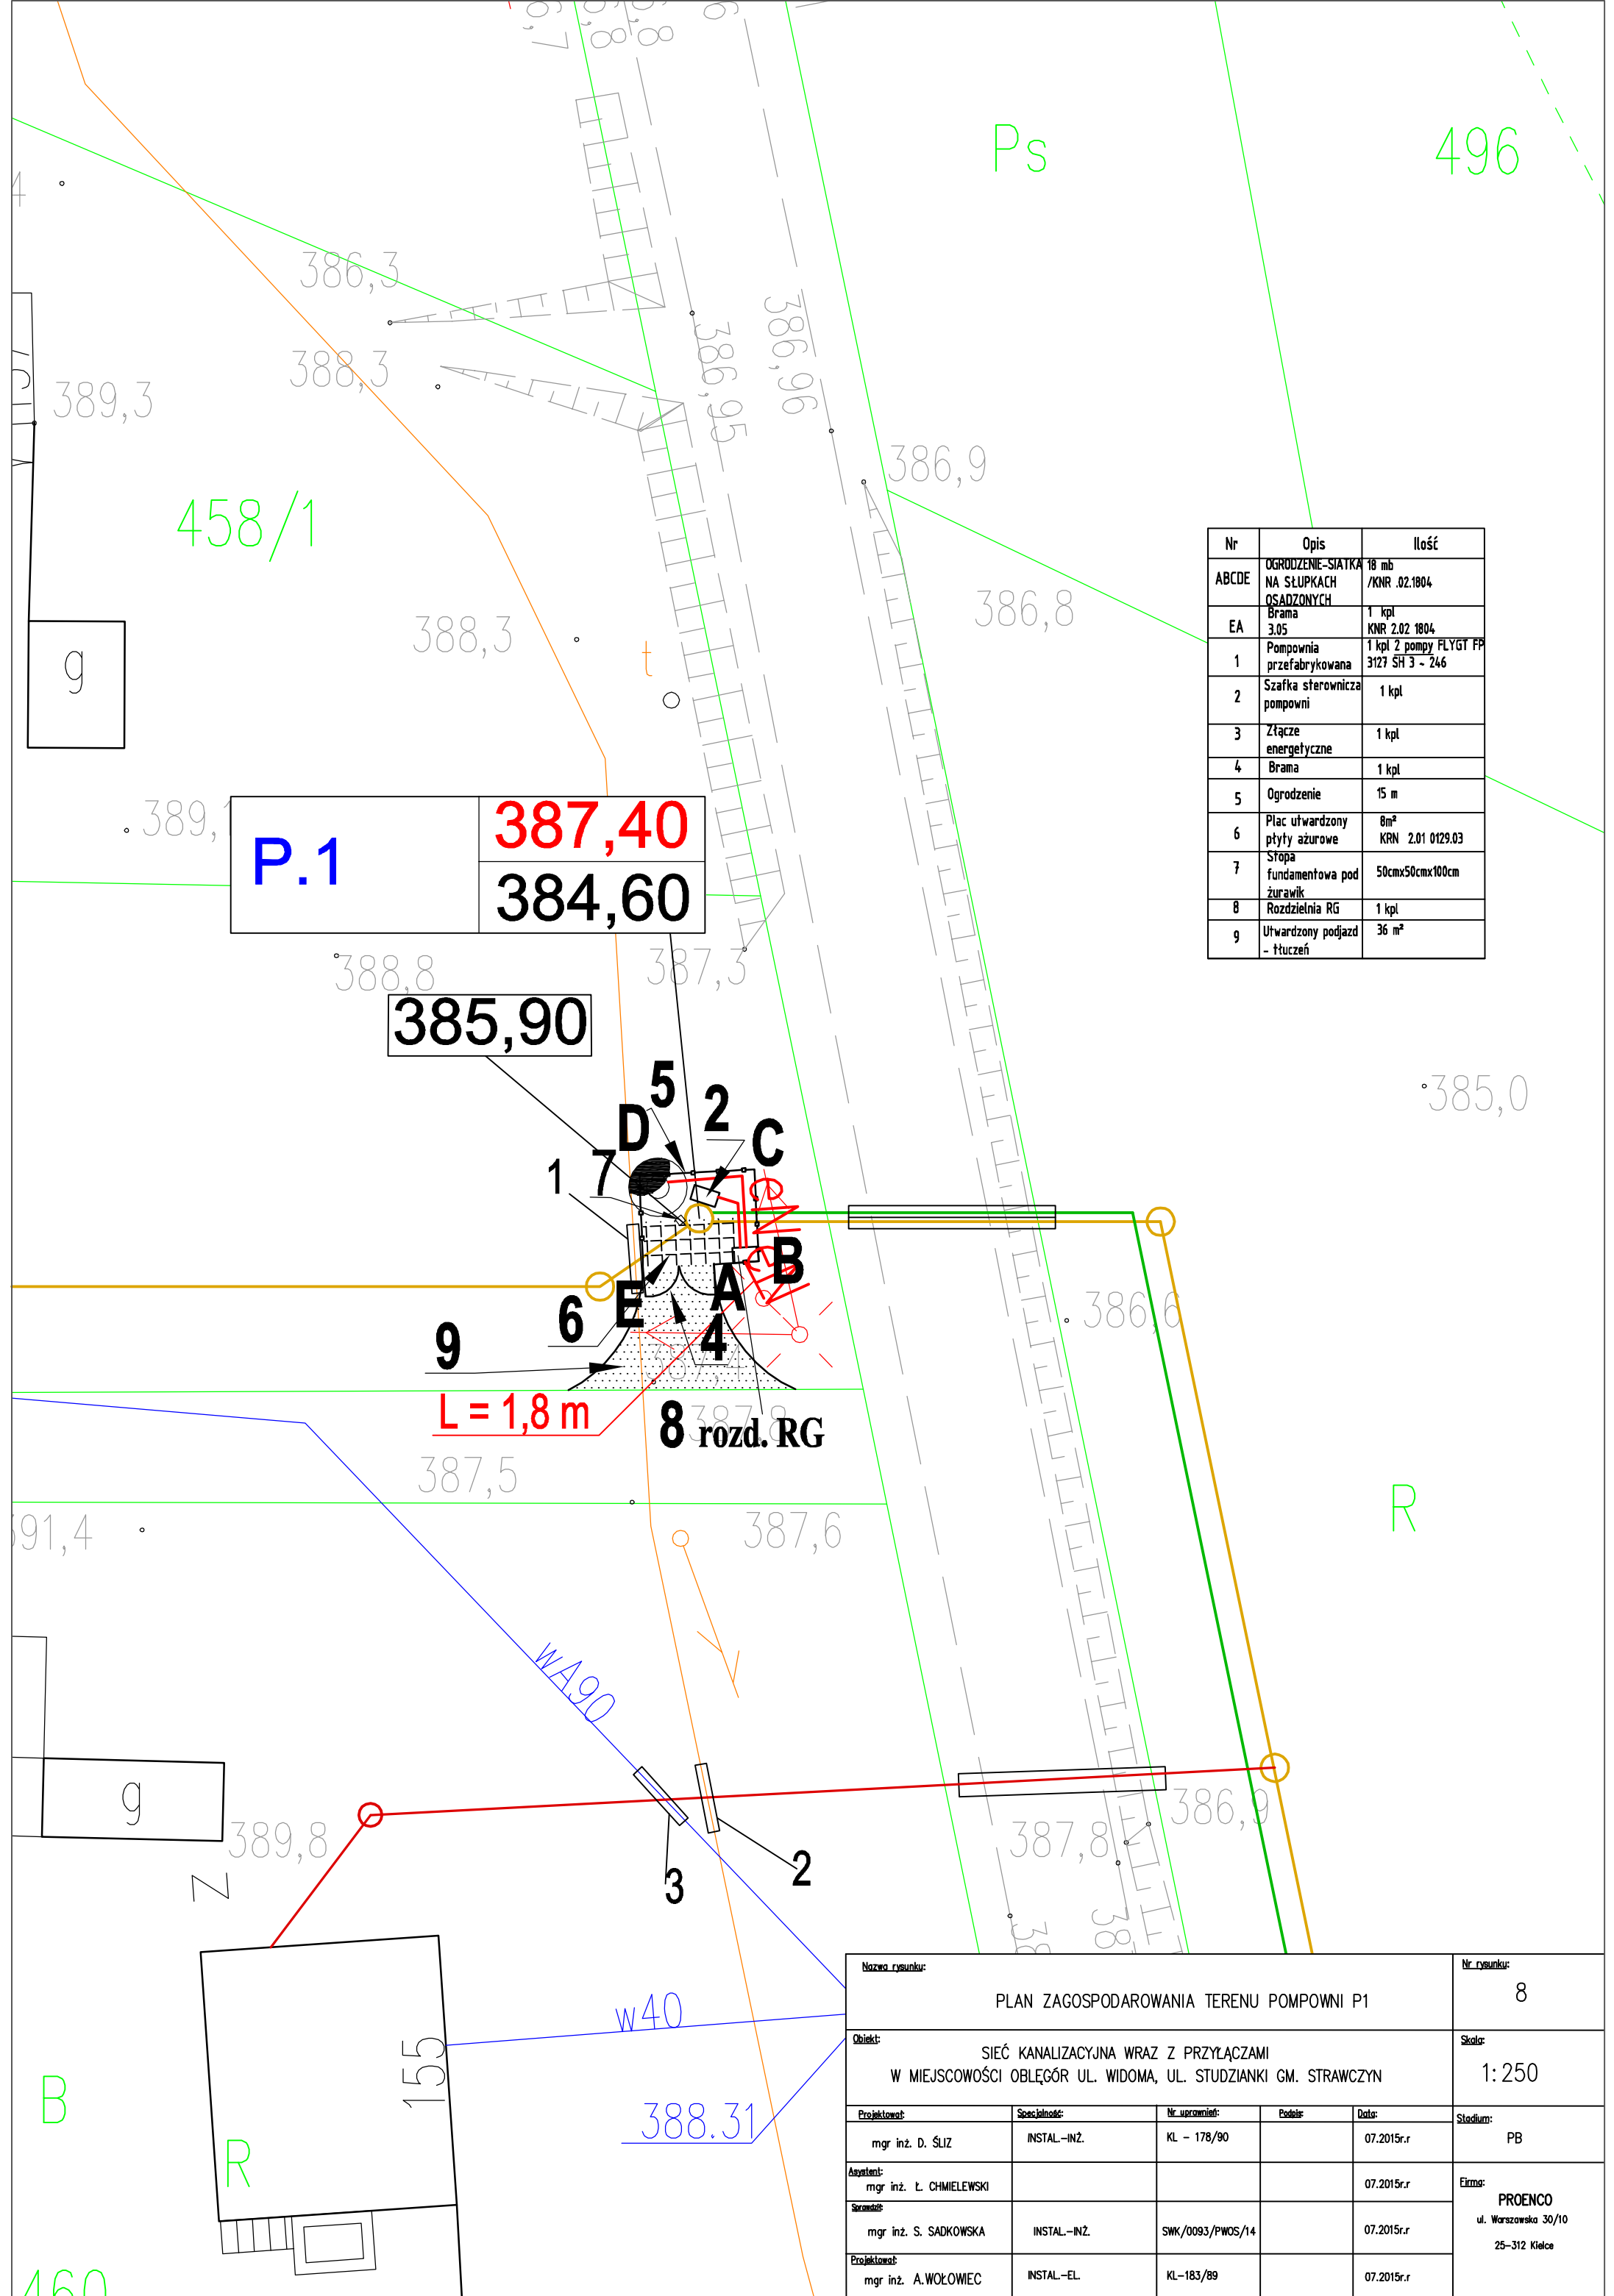 Ps
496
386,3
388,3
389,3
386,95
386,96
386,9
458/1
388,3
386,8
t
g
Nr Opis Ilość
ABCDE OGRODZENIE-SIATKA NA SŁUPKACH OSADZONYCH 18 mb /KNR .02.1804
EA Brama 3.05 1 kpl KNR 2.02 1804
1 Pompownia przefabrykowana 1 kpl 2 pompy FLYGT FP 3127 SH 3 ~ 246
2 Szafka sterownicza pompowni 1 kpl
3 Złącze energetyczne 1 kpl
4 Brama 1 kpl
5 Ogrodzenie 15 m
6 Plac utwardzony płyty ażurowe 8m² KRN 2.01 0129.03
7 Stopa fundamentowa pod żurawik 50cmx50cmx100cm
8 Rozdzielnia RG 1 kpl
9 Utwardzony podjazd - tłuczeń 36 m²
389,
P.1
387,40
384,60
388,8
387,3
385,90
385,0
5
D
2
C
1
7
B
E
A
6
4
9
386,6
L = 1,8 m
8 rozd. RG
387,8
387,5
387,6
R
91,4
wA90
g
389,8
Z
3
2
387,8
386,9
w40
155
388.31
B
R
460
Nazwa rysunku:
PLAN ZAGOSPODAROWANIA TERENU POMPOWNI P1
Nr rysunku:
8
Obiekt:
SIEĆ KANALIZACYJNA WRAZ Z PRZYŁĄCZAMI
W MIEJSCOWOŚCI OBLĘGÓR UL. WIDOMA, UL. STUDZIANKI GM. STRAWCZYN
Skala:
1:250
Projektował: Specjalność: Nr uprawnień: Podpis: Data:
mgr inż. D. ŚLIZ INSTAL.-INŻ. KL - 178/90 07.2015r.r
Stadium:
PB
Asystent:
mgr inż. Ł. CHMIELEWSKI 07.2015r.r
Sprawdził:
mgr inż. S. SADKOWSKA INSTAL.-INŻ. SWK/0093/PWOS/14 07.2015r.r
Projektował:
mgr inż. A.WOŁOWIEC INSTAL.-EL. KL-183/89 07.2015r.r
Firma:
PROENCO
ul. Warszawska 30/10
25-312 Kielce